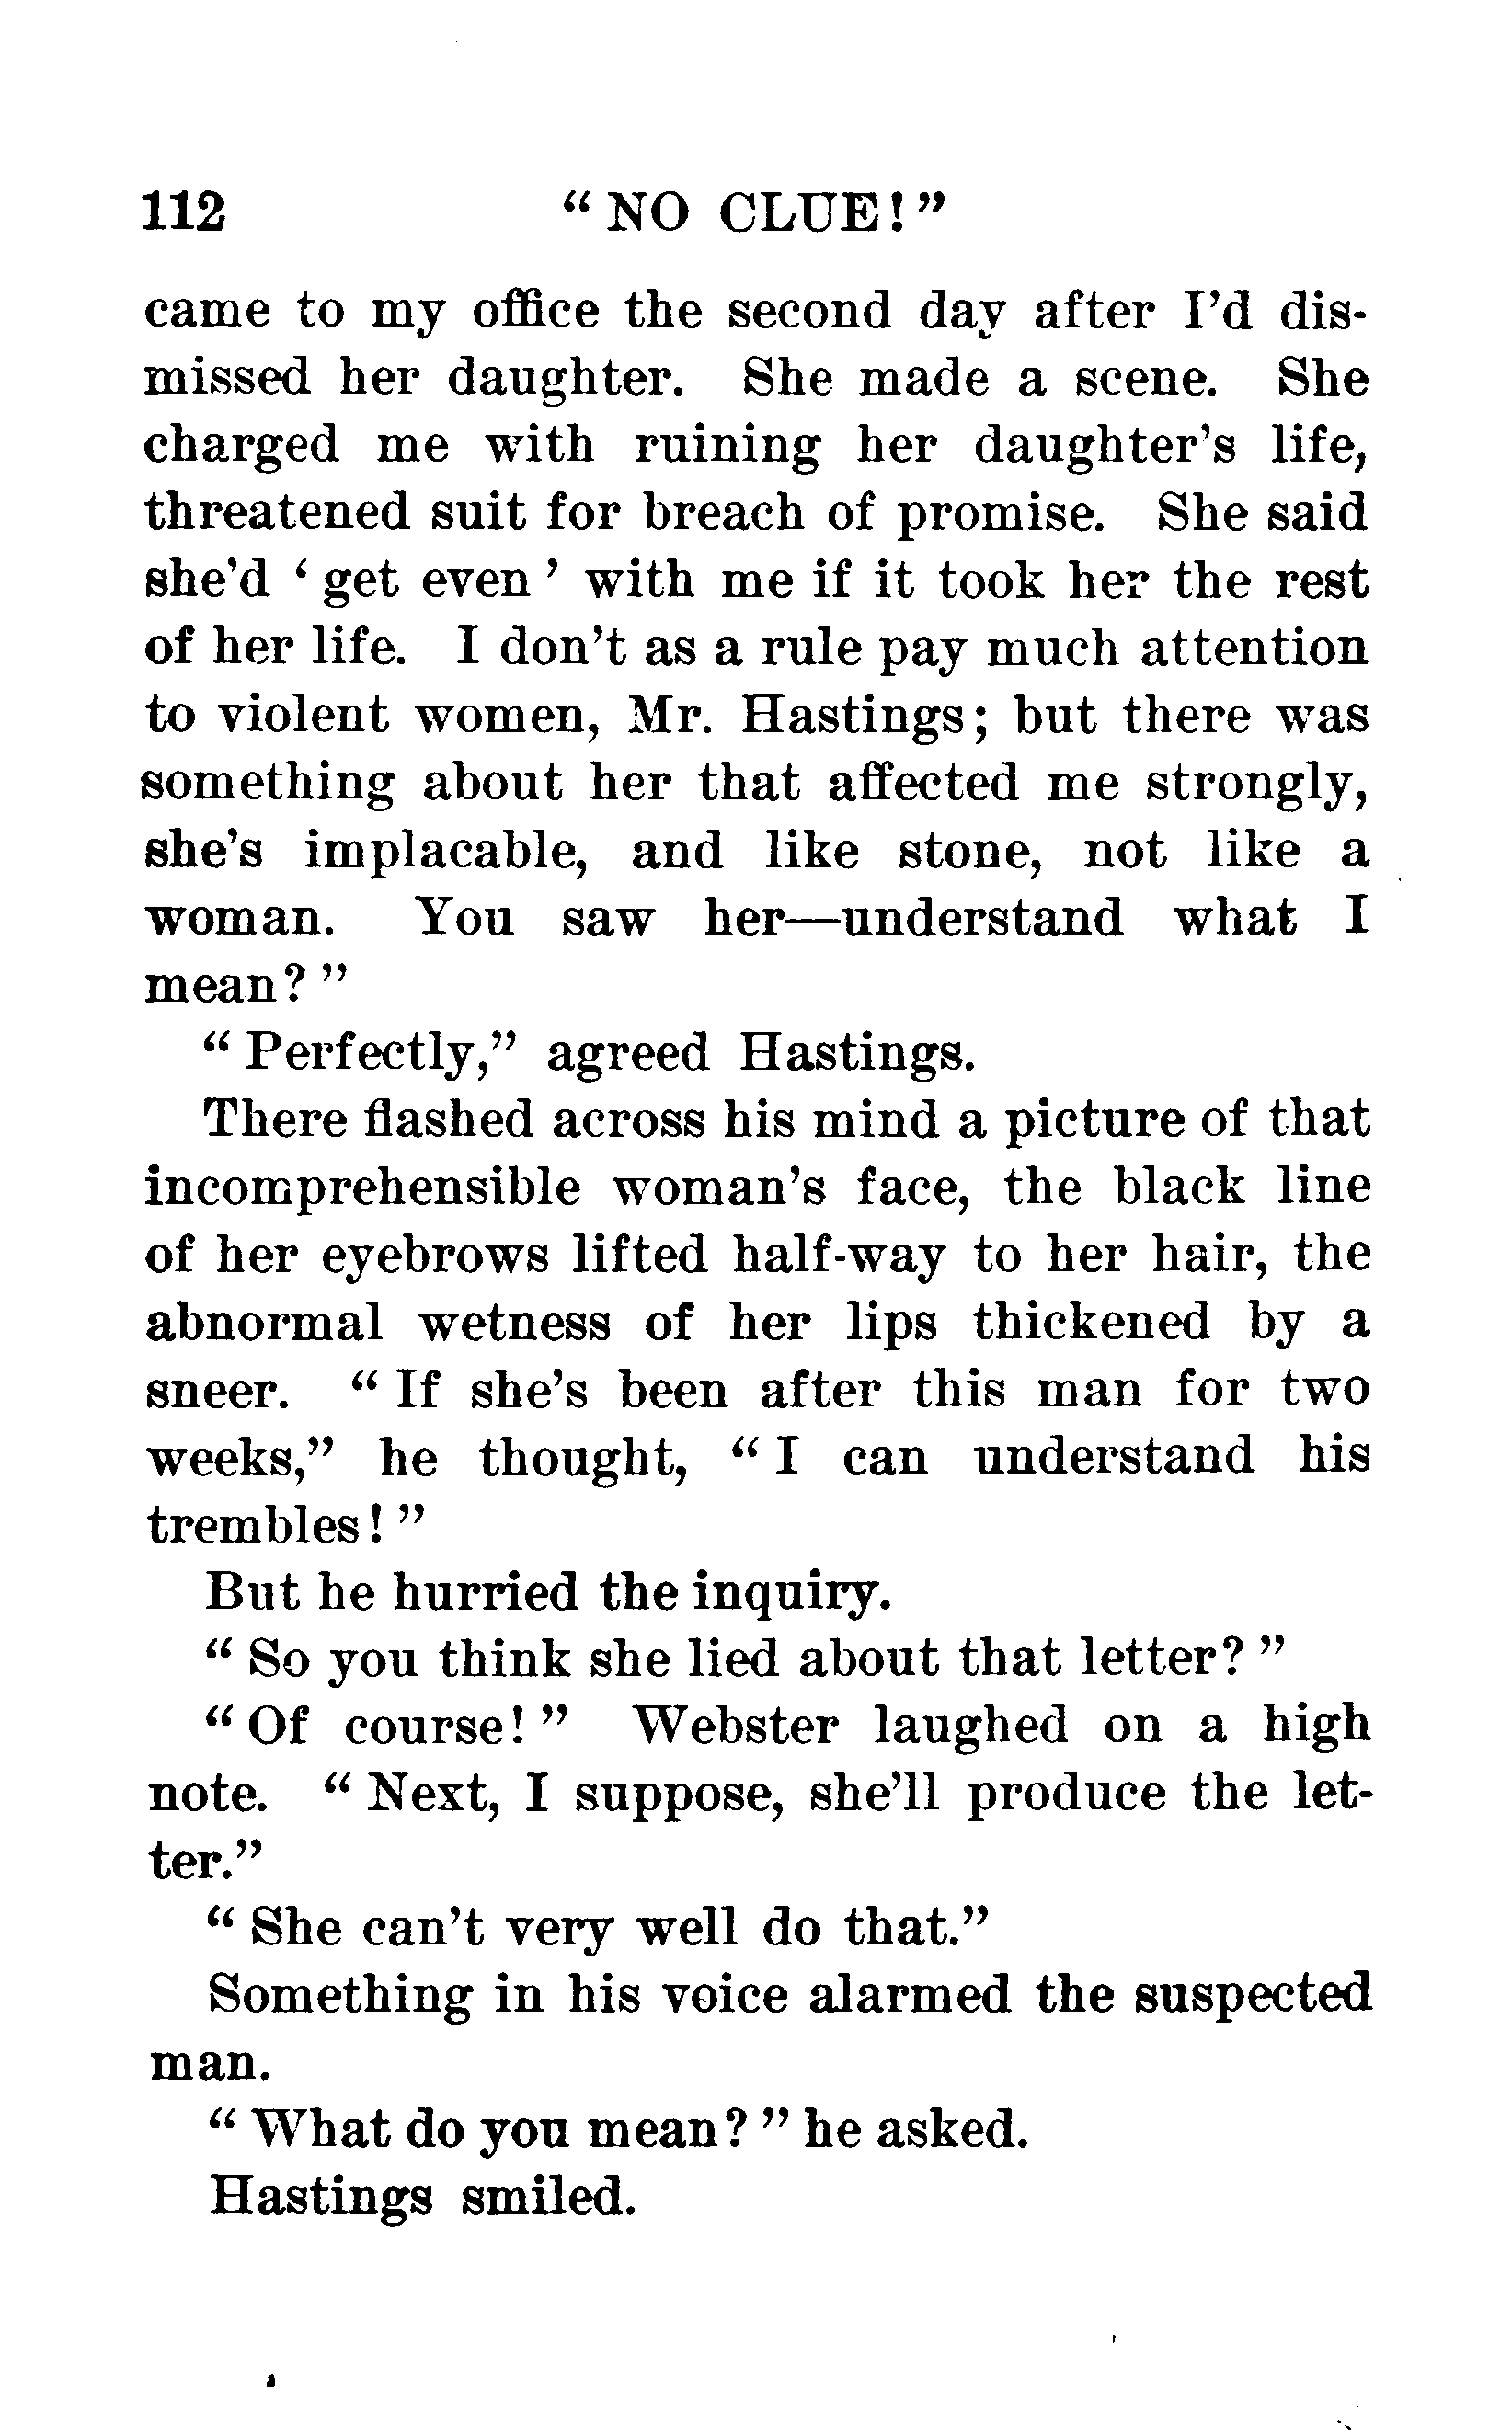 112 “ NO CLUE! ”
came to my office the second day after I’d dis-
missed her daughter. She made a scene. She
charged me with ruining her daughter’s life,
threatened suit for breach of promise. She said
she’d ‘ get even ’ with me if it took her the rest
of her life. I don’t as a rule pay much attention
to violent women, Mr. Hastings; but there was
something about her that affected me strongly,
she’s implacable, and like stone, not like a
woman. You saw her—understand what I
mean? ”
“ Perfectly,” agreed Hastings.
There flashed across his mind a picture of that
incomprehensible woman’s face, the black line
of her eyebrows lifted half-way to her hair, the
abnormal wetness of her lips thickened by a
sneer. “ If she’s been after this man for two
weeks,” he thought, “ I can understand his
trembles! ”
But he hurried the inquiry.
“ So you think she lied about that letter? ”
“ Of course! ” Webster laughed on a high
note. “ Next, I suppose, she’ll produce the let-
ter.”
“ She can’t very well do that.”
Something in his voice alarmed the suspected
man.
“ What do you mean? ” he asked.
Hastings smiled.